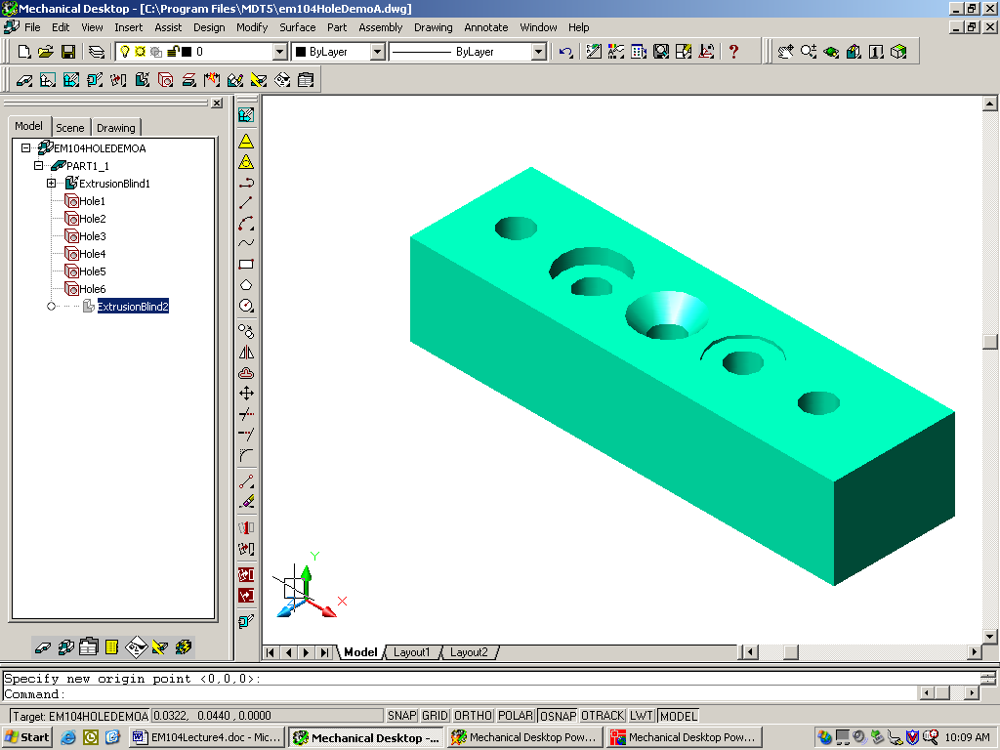 Mechanical Desktop - [C:\Program Files\MDT5\em104HoleDemoA.dwg]
File Edit View Insert Assist Design Modify Surface Part Assembly Drawing Annotate Window Help
0 ByLayer ByLayer
Model Scene Drawing
EM104HOLEDEMOA
PART1_1
ExtrusionBlind1
Hole1
Hole2
Hole3
Hole4
Hole5
Hole6
ExtrusionBlind2
Y
X
Model Layout1 Layout2
Specify new origin point <0,0,0>:
Command:
Target: EM104HOLEDEMOA 0.0322, 0.0440 , 0.0000 SNAP GRID ORTHO POLAR OSNAP OTRACK LWT MODEL
Start EM104Lecture4.doc - Mic... Mechanical Desktop -... Mechanical Desktop Pow... Mechanical Desktop Pow... 10:09 AM